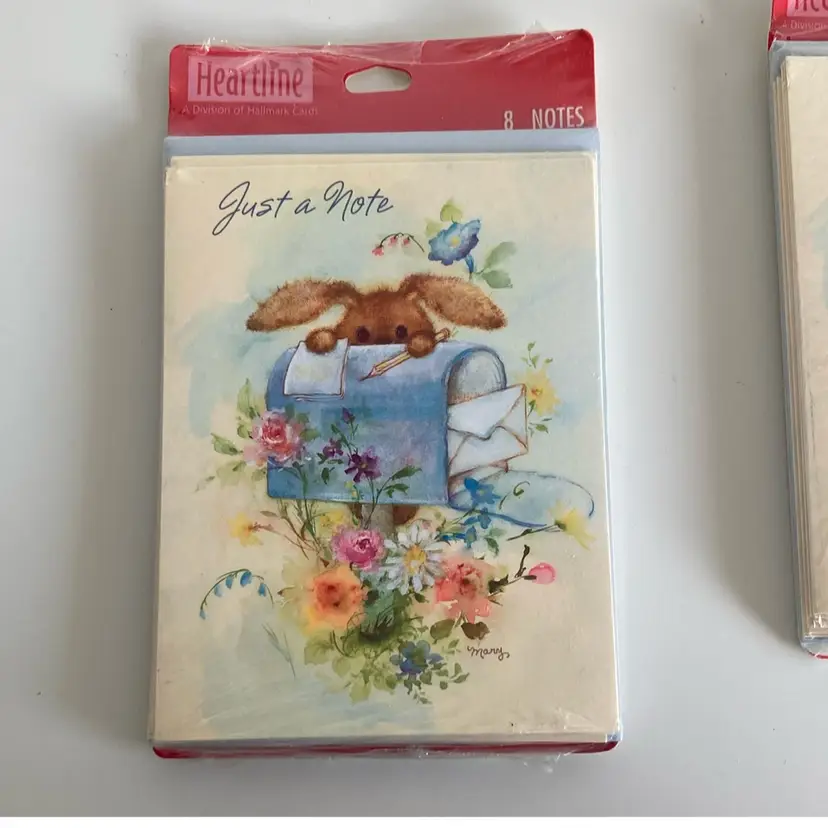 Heartline
A Division of Hallmark Cards
8 NOTES
Just a Note
Mary